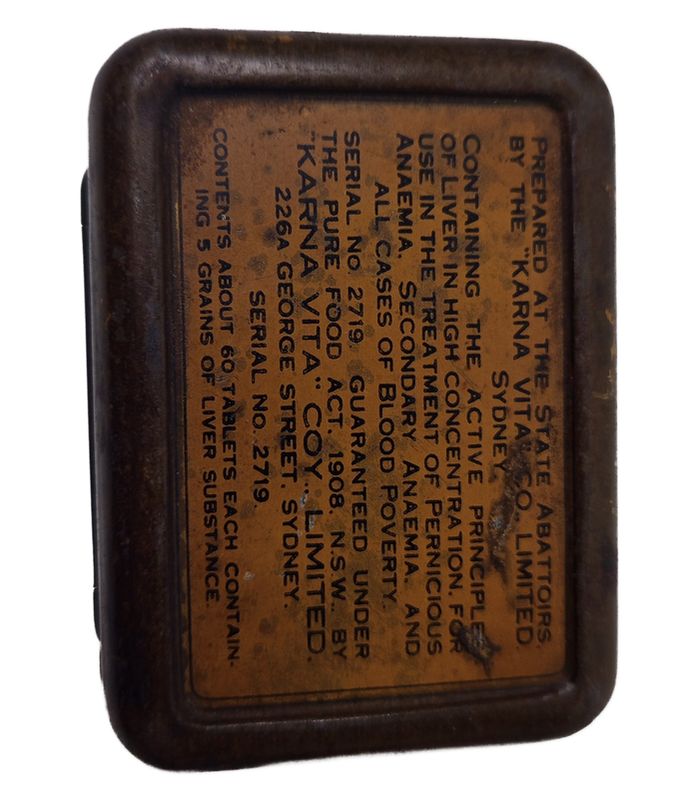 PREPARED AT THE STATE ABATTOIRS,
BY THE "KARNA VITA" CO. LIMITED.
SYDNEY.
CONTAINING THE ACTIVE PRINCIPLE
OF LIVER IN HIGH CONCENTRATION, FOR
USE IN THE TREATMENT OF PERNICIOUS
ANAEMIA, SECONDARY ANAEMIA AND
ALL CASES OF BLOOD POVERTY.
SERIAL NO 2719. GUARANTEED UNDER
THE PURE FOOD ACT. 1908, N.S.W., BY
"KARNA VITA" COY., LIMITED.
226A GEORGE STREET, SYDNEY.
SERIAL NO. 2719.
CONTENTS ABOUT 60 TABLETS EACH CONTAIN-
ING 5 GRAINS OF LIVER SUBSTANCE.